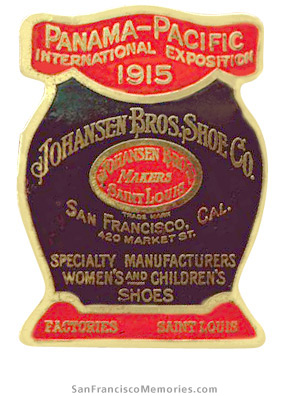 PANAMA-PACIFIC
INTERNATIONAL EXPOSITION
1915
JOHANSEN BROS. SHOE CO.
JOHANSEN BROS.
MAKERS
SAINT LOUIS
TRADE MARK
SAN FRANCISCO, CAL.
420 MARKET ST.
SPECIALTY MANUFACTURERS
WOMEN'S AND CHILDREN'S
SHOES
FACTORIES SAINT LOUIS
SanFranciscoMemories.com